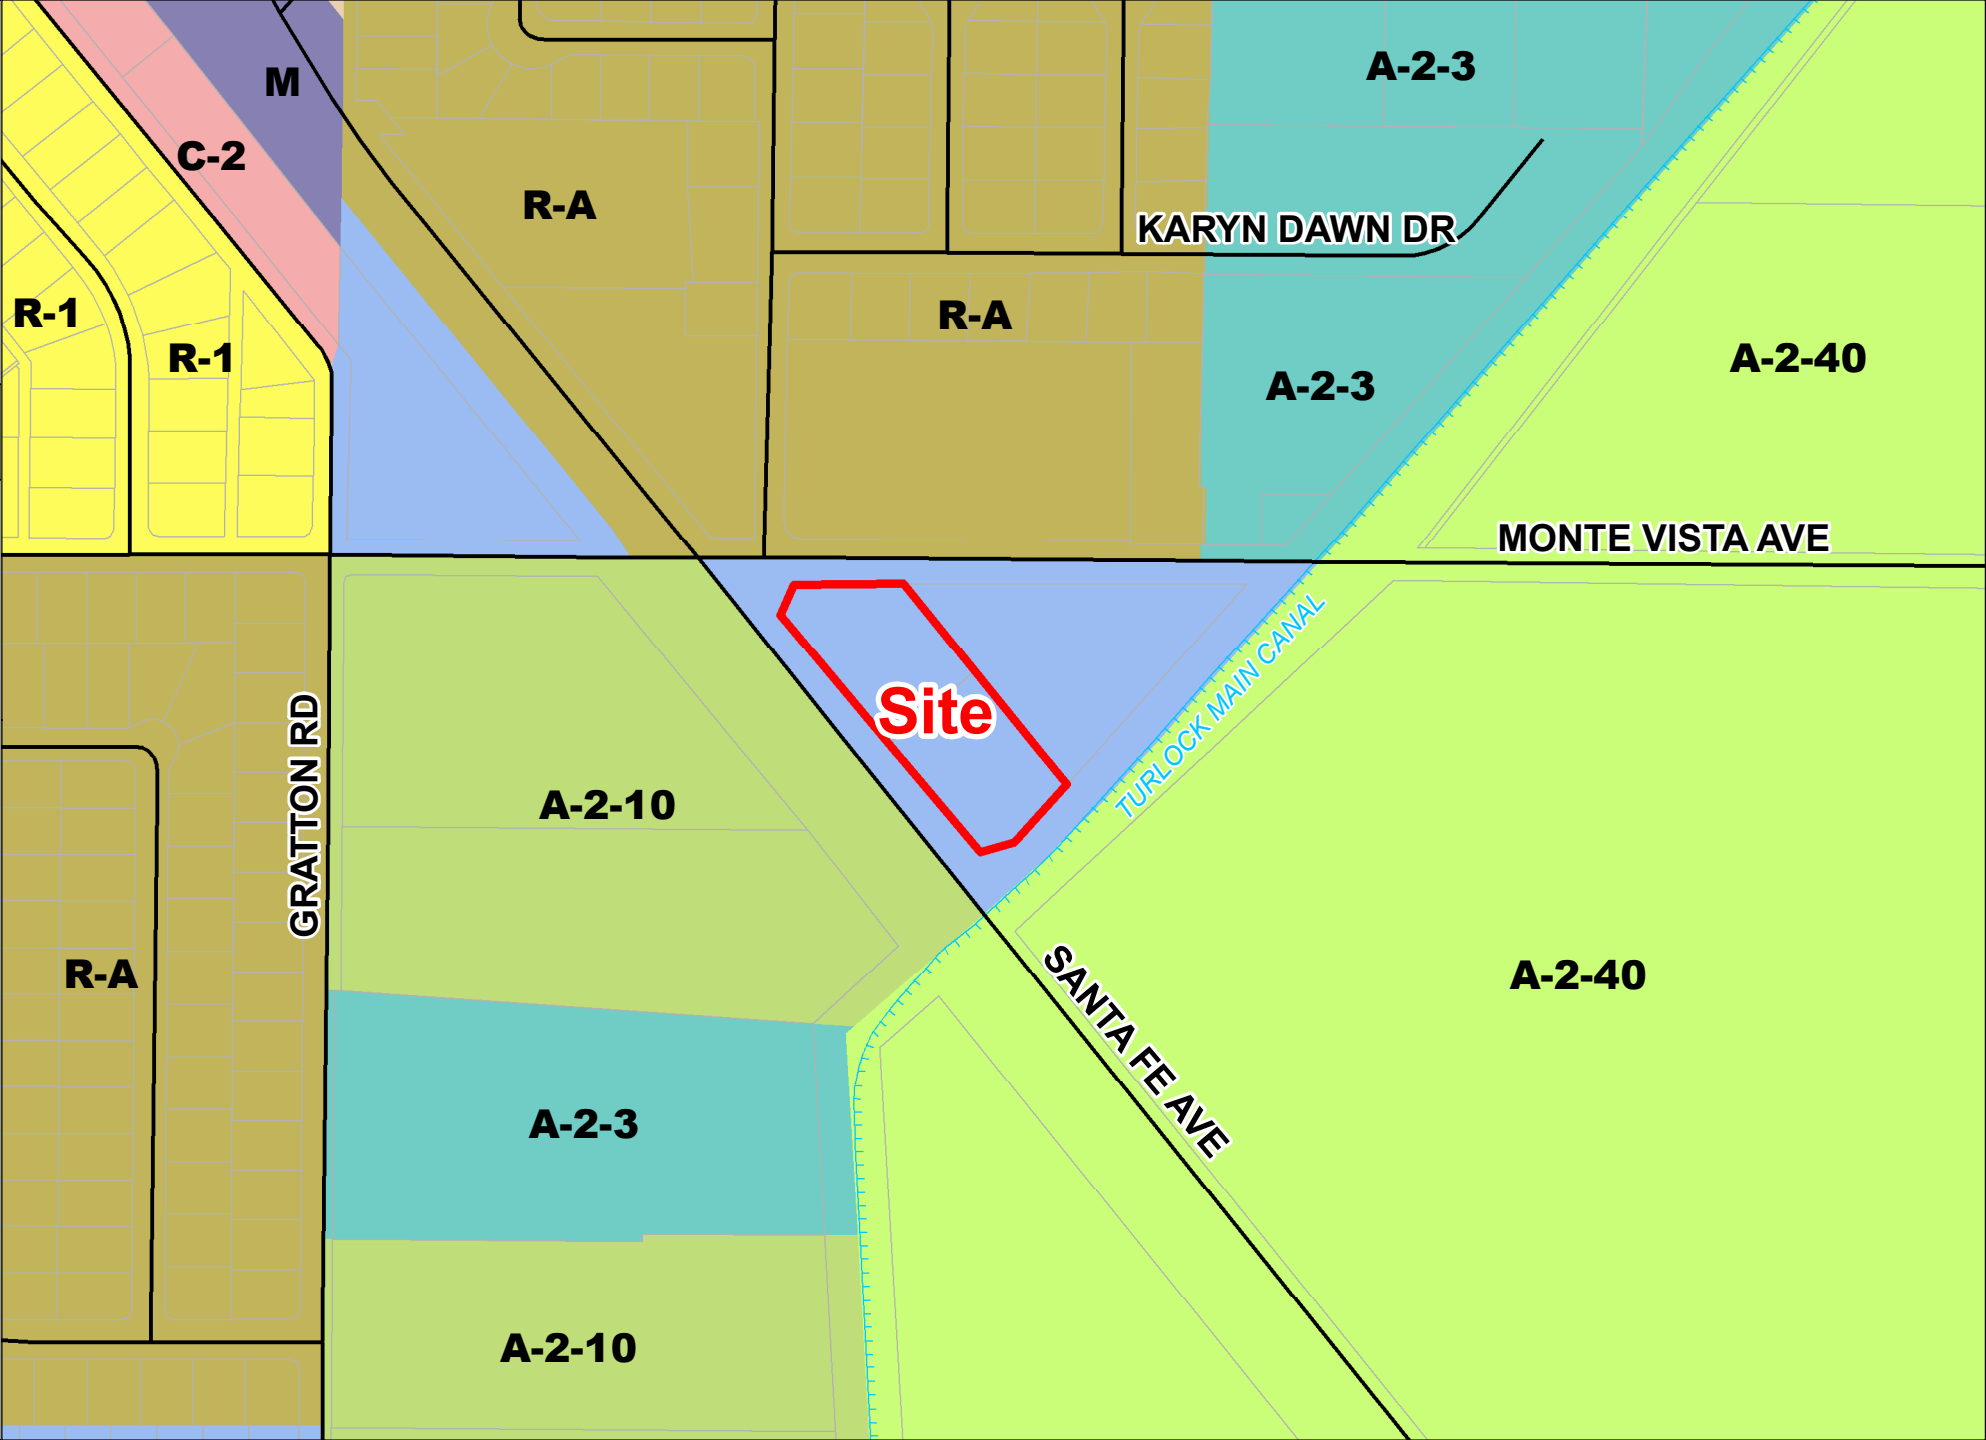 A-2-3
M
C-2
R-A
KARYN DAWN DR
R-1
R-A
R-1
A-2-3
A-2-40
MONTE VISTA AVE
TURLOCK MAIN CANAL
Site
GRATTON RD
A-2-10
R-A
SANTA FE AVE
A-2-40
A-2-3
A-2-10